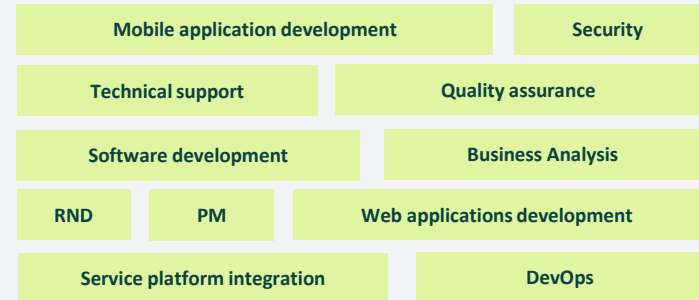 Mobile application development
Security
Technical support
Quality assurance
Software development
Business Analysis
RND
PM
Web applications development
Service platform integration
DevOps